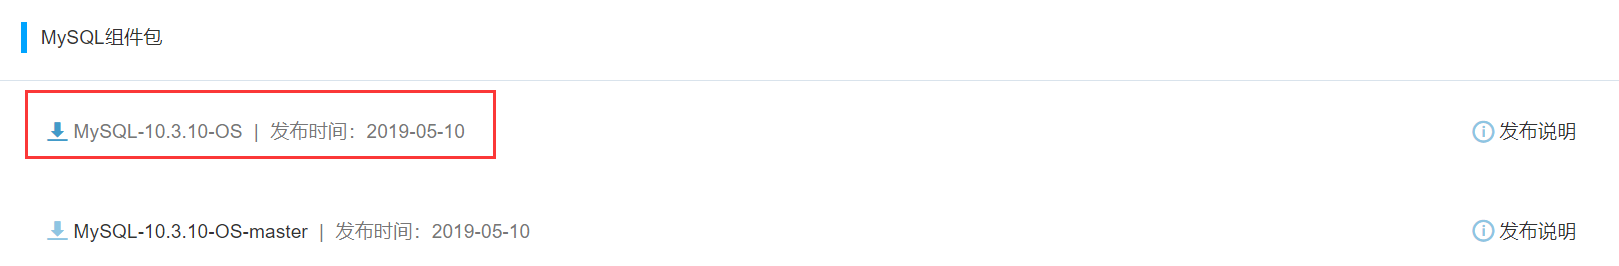 MySQL组件包
MySQL-10.3.10-OS | 发布时间：2019-05-10 发布说明
MySQL-10.3.10-OS-master | 发布时间：2019-05-10 发布说明